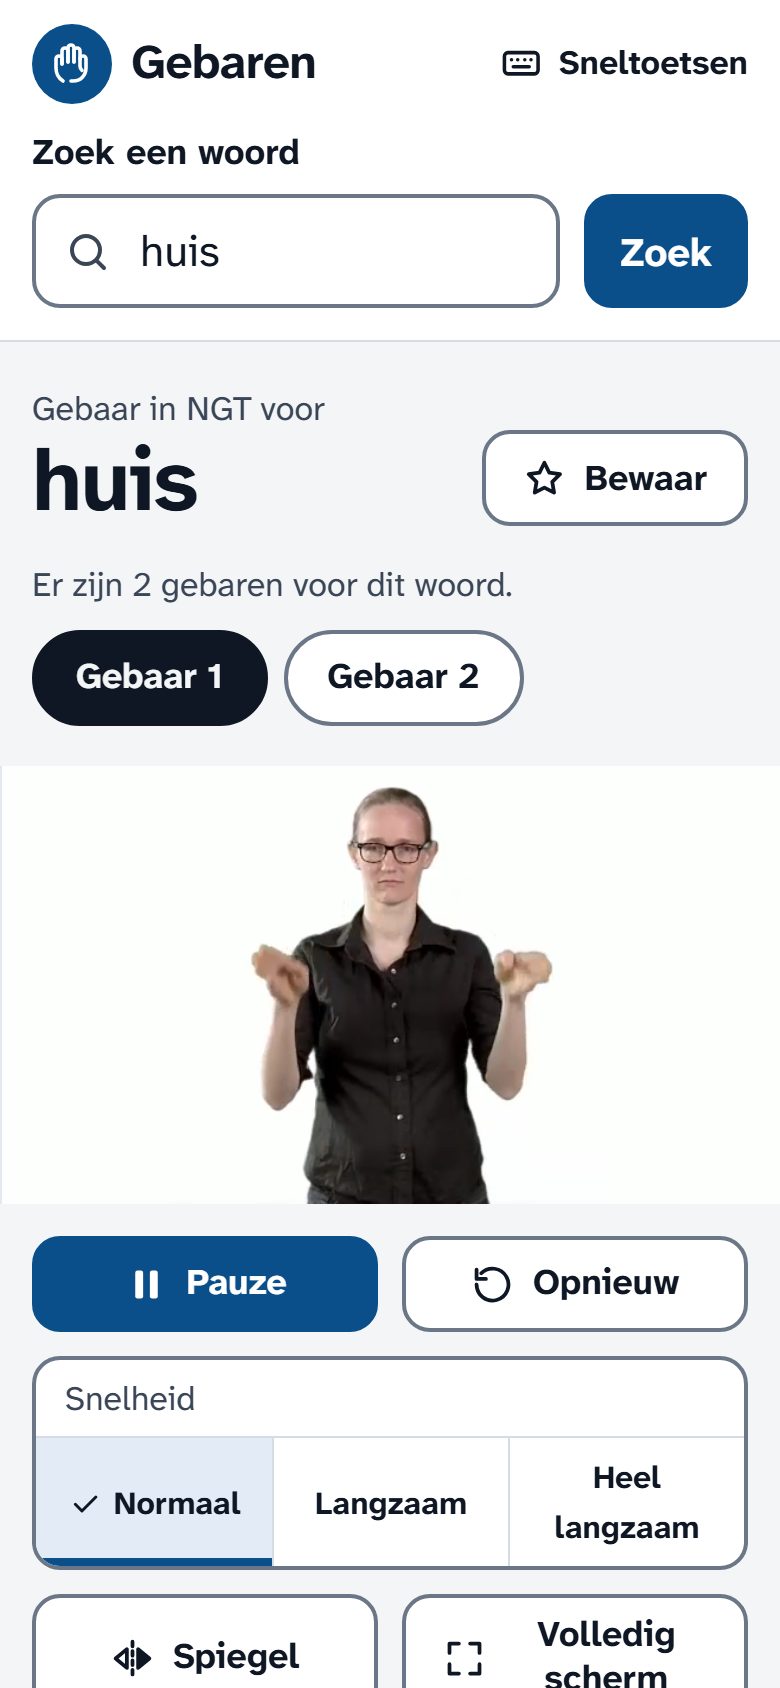 Gebaren
Sneltoetsen
Zoek een woord
huis
Zoek
Gebaar in NGT voor
huis
Bewaar
Er zijn 2 gebaren voor dit woord.
Gebaar 1
Gebaar 2
Pauze
Opnieuw
Snelheid
Normaal
Langzaam
Heel
langzaam
Spiegel
Volledig
scherm